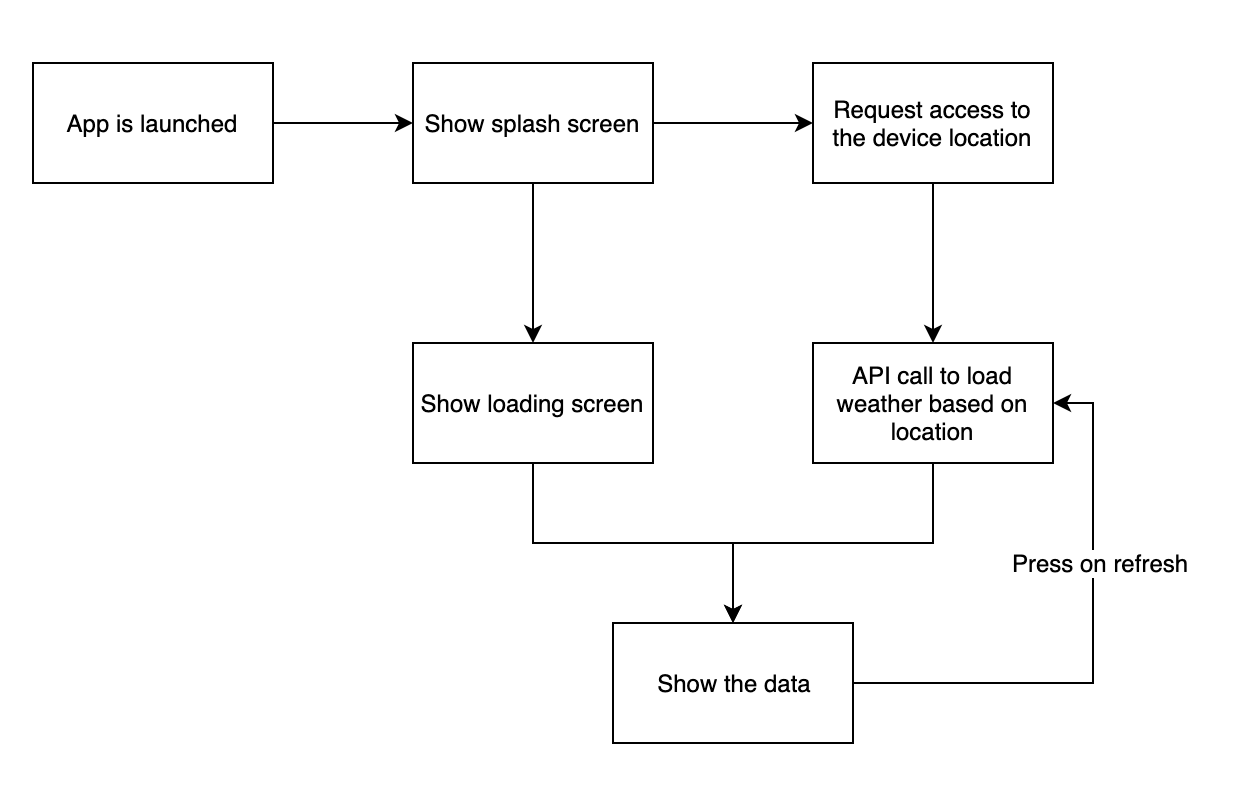 App is launched
Show splash screen
Request access to
the device location
Show loading screen
API call to load
weather based on
location
Press on refresh
Show the data